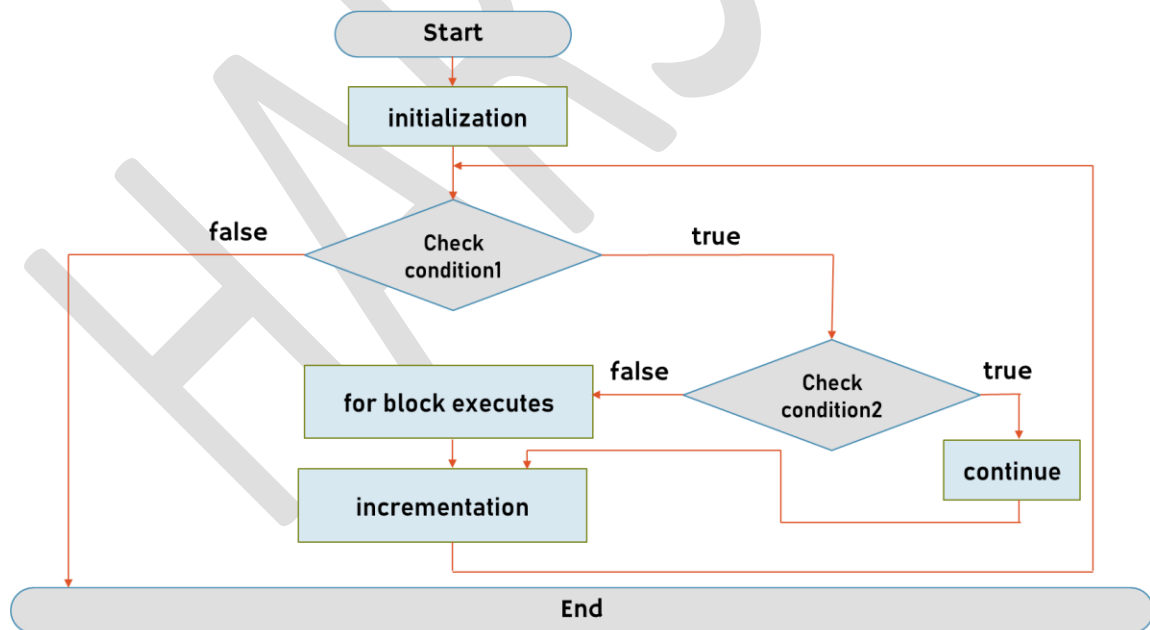 Start
initialization
false
Check
condition1
true
false
Check
condition2
true
for block executes
continue
incrementation
End